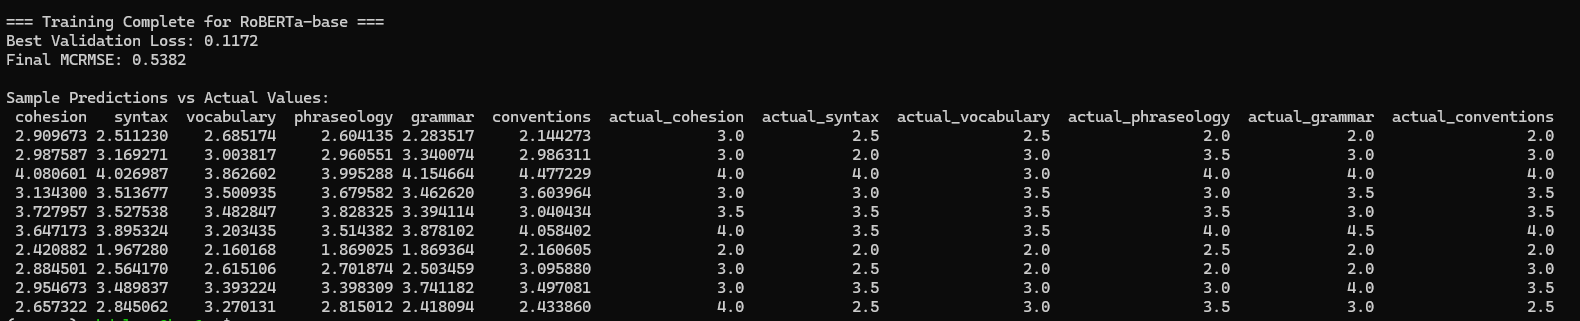 === Training Complete for RoBERTa-base ===
Best Validation Loss: 0.1172
Final MCRMSE: 0.5382
Sample Predictions vs Actual Values:
cohesion syntax vocabulary phraseology grammar conventions actual_cohesion actual_syntax actual_vocabulary actual_phraseology actual_grammar actual_conventions
2.909673 2.511230 2.685174 2.604135 2.283517 2.144273 3.0 2.5 2.5 2.0 2.0 2.0
2.987587 3.169271 3.003817 2.960551 3.340074 2.986311 3.0 2.0 3.0 3.5 3.0 3.0
4.080601 4.026987 3.862602 3.995288 4.154664 4.477229 4.0 4.0 3.0 4.0 4.0 4.0
3.134300 3.513677 3.500935 3.679582 3.462620 3.603964 3.0 3.0 3.5 3.0 3.5 3.5
3.727957 3.527538 3.482847 3.828325 3.394114 3.040434 3.5 3.5 3.5 3.5 3.0 3.5
3.647173 3.895324 3.203435 3.514382 3.878102 4.058402 4.0 3.5 3.5 4.0 4.5 4.0
2.420882 1.967280 2.160168 1.869025 1.869364 2.160605 2.0 2.0 2.0 2.5 2.0 2.0
2.884501 2.564170 2.615106 2.701874 2.503459 3.095880 3.0 2.5 2.0 2.0 2.0 3.0
2.954673 3.489837 3.393224 3.398309 3.741182 3.497081 3.0 3.5 3.0 3.0 4.0 3.5
2.657322 2.845062 3.270131 2.815012 2.418094 2.433860 4.0 2.5 3.0 3.5 3.0 2.5